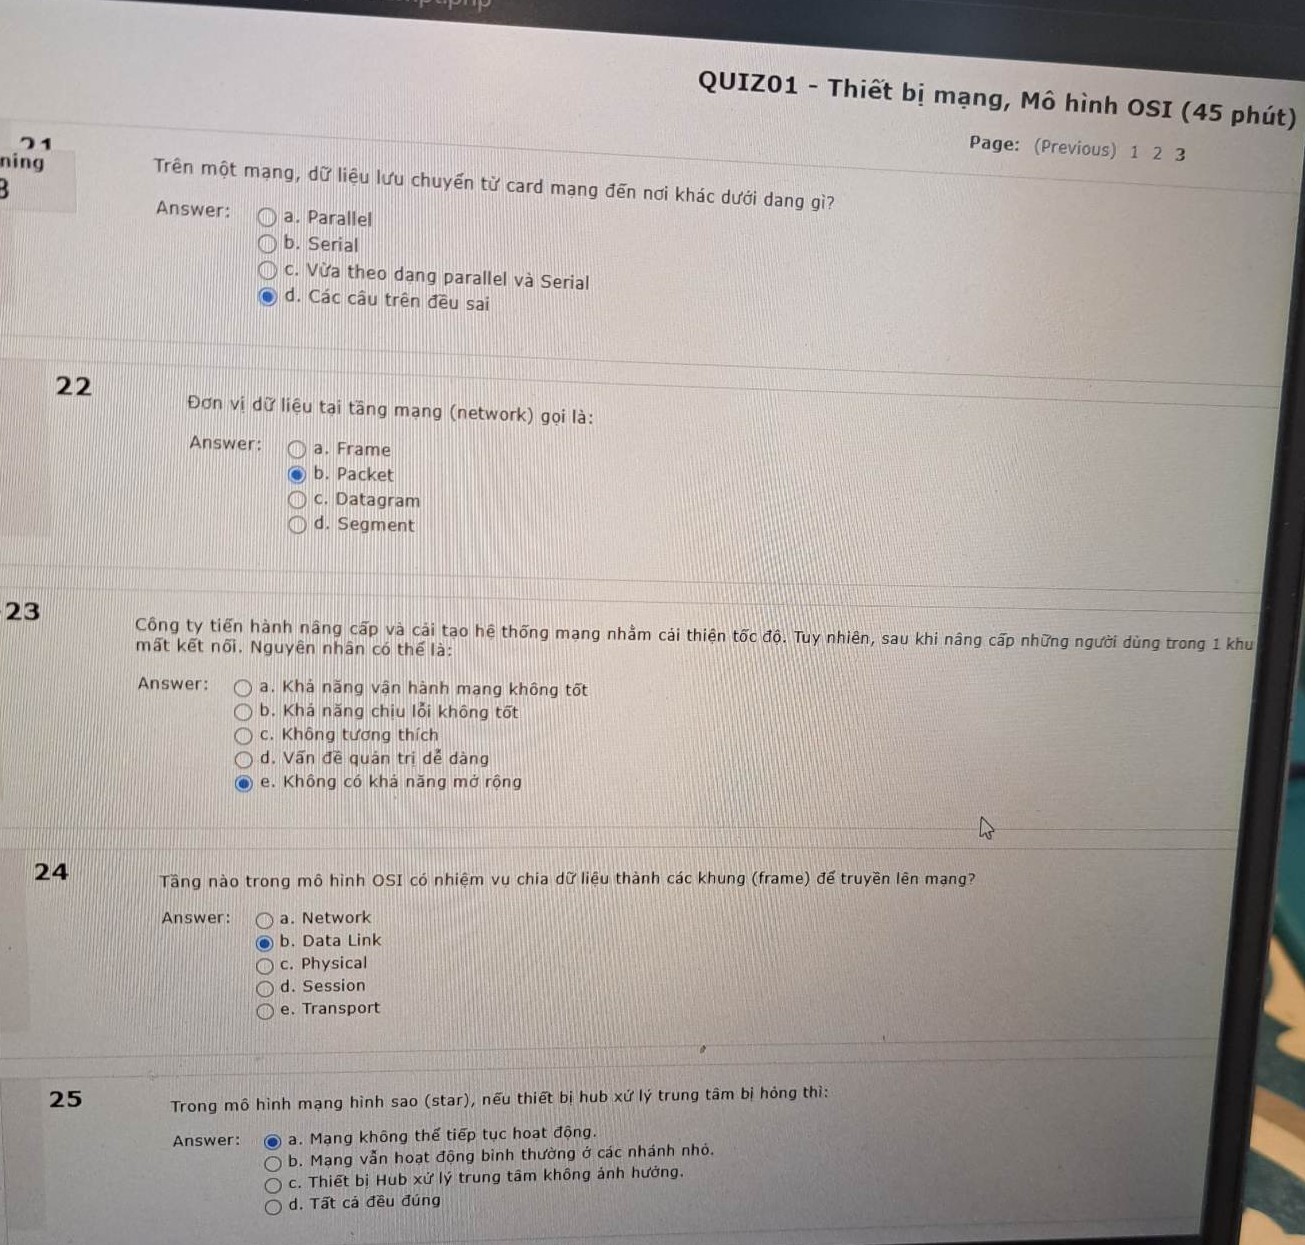 QUIZ01 - Thiết bị mạng, Mô hình OSI (45 phút)
Page: (Previous) 1 2 3
21
ning
Trên một mạng, dữ liệu lưu chuyển từ card mạng đến nơi khác dưới dạng gì?
Answer:
a. Parallel
b. Serial
c. Vừa theo dạng parallel và Serial
d. Các câu trên đều sai
22
Đơn vị dữ liệu tại tầng mạng (network) gọi là:
Answer:
a. Frame
b. Packet
c. Datagram
d. Segment
23
Công ty tiến hành nâng cấp và cải tạo hệ thống mạng nhằm cải thiện tốc độ. Tuy nhiên, sau khi nâng cấp những người dùng trong 1 khu
mất kết nối. Nguyên nhân có thể là:
Answer:
a. Khả năng vận hành mạng không tốt
b. Khả năng chịu lỗi không tốt
c. Không tương thích
d. Vấn đề quản trị dễ dàng
e. Không có khả năng mở rộng
24
Tầng nào trong mô hình OSI có nhiệm vụ chia dữ liệu thành các khung (frame) để truyền lên mạng?
Answer:
a. Network
b. Data Link
c. Physical
d. Session
e. Transport
25
Trong mô hình mạng hình sao (star), nếu thiết bị hub xử lý trung tâm bị hỏng thì:
Answer:
a. Mạng không thể tiếp tục hoạt động.
b. Mạng vẫn hoạt động bình thường ở các nhánh nhỏ.
c. Thiết bị Hub xử lý trung tâm không ảnh hưởng.
d. Tất cả đều đúng